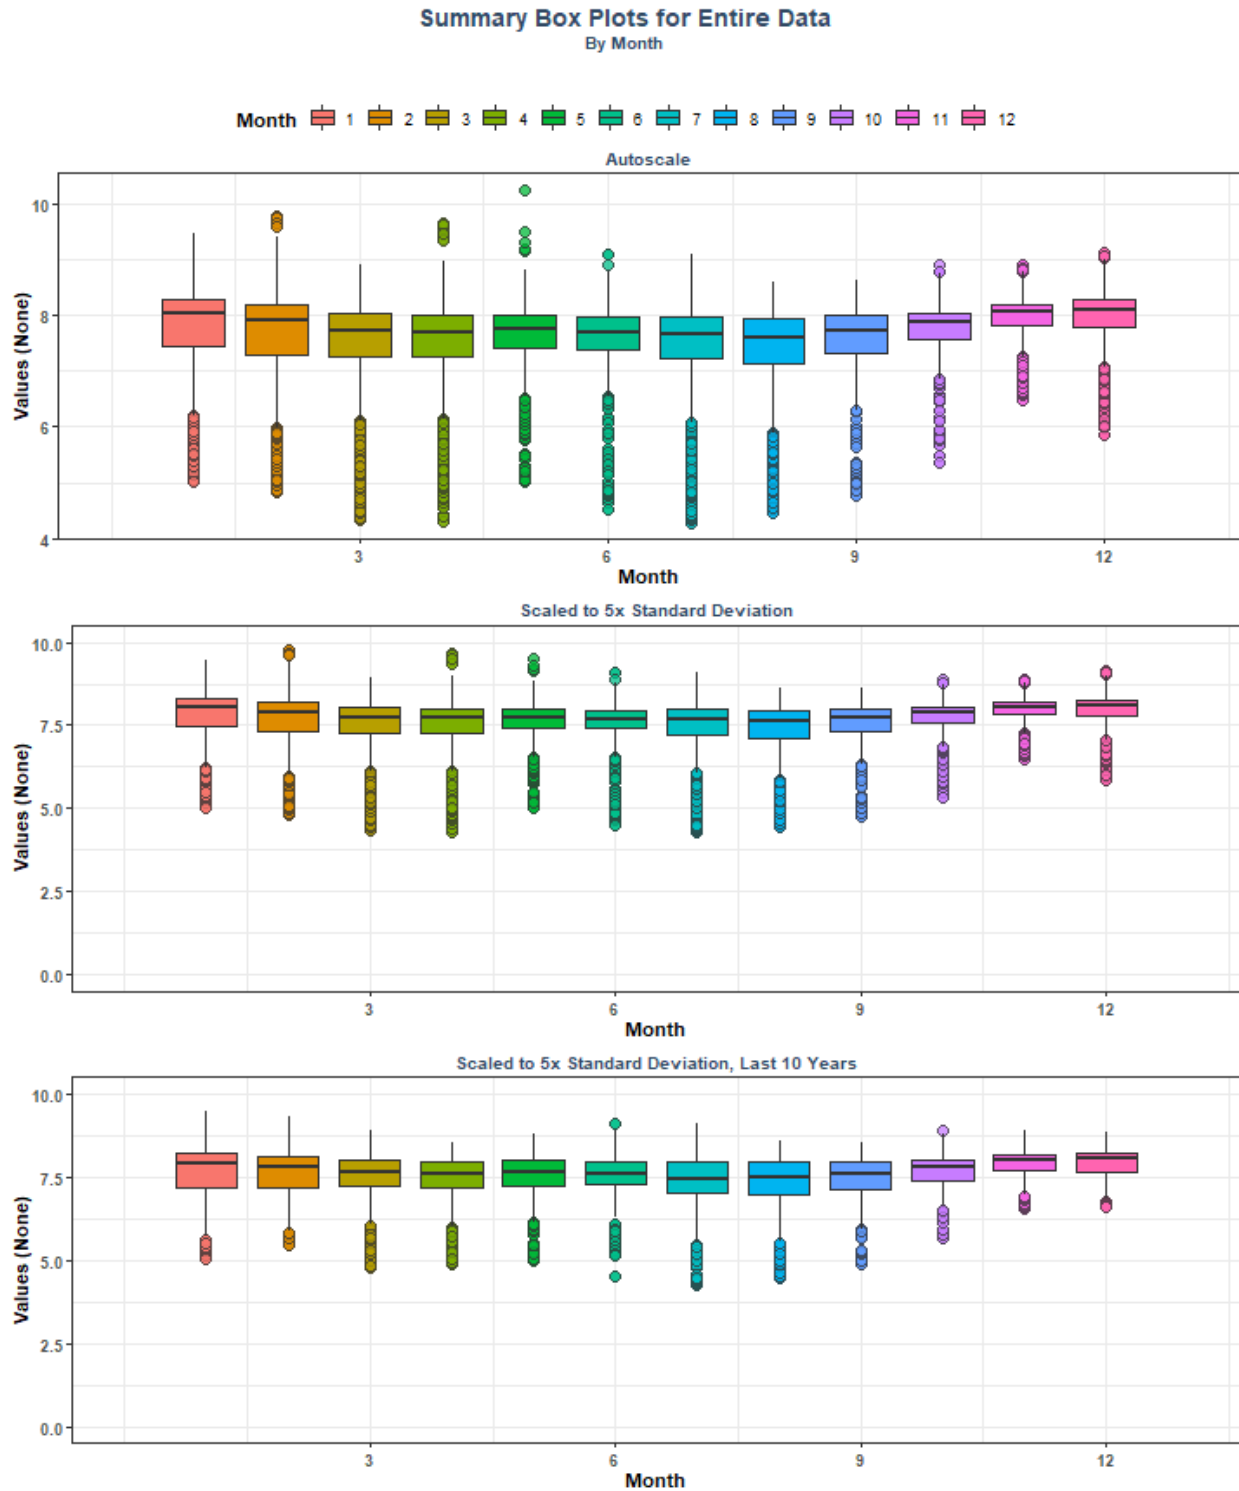 Summary Box Plots for Entire Data
By Month
Month 1 2 3 4 5 6 7 8 9 10 11 12
Autoscale
10
8
6
4
Values (None)
3 6 9 12
Month
Scaled to 5x Standard Deviation
10.0
7.5
5.0
2.5
0.0
Values (None)
3 6 9 12
Month
Scaled to 5x Standard Deviation, Last 10 Years
10.0
7.5
5.0
2.5
0.0
Values (None)
3 6 9 12
Month